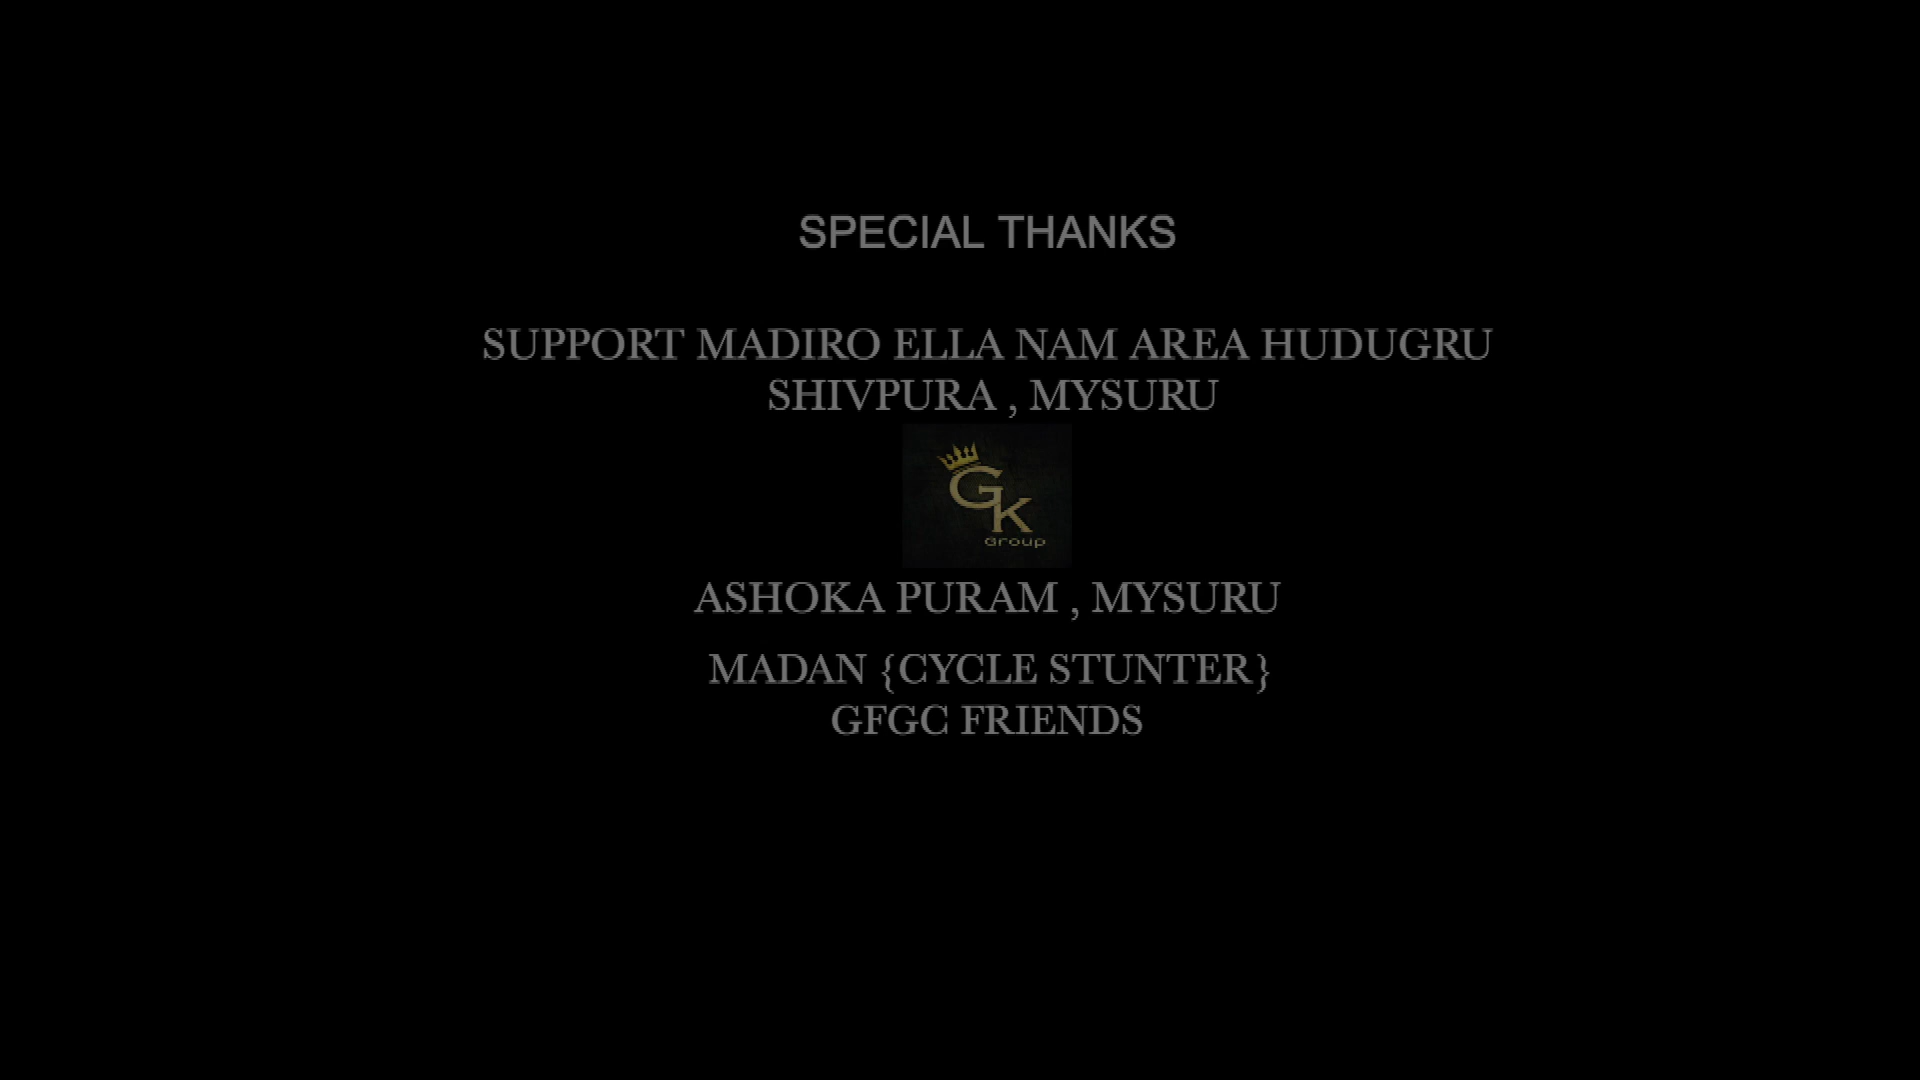 SPECIAL THANKS
SUPPORT MADIRO ELLA NAM AREA HUDUGRU
SHIVPURA , MYSURU
GK
Group
ASHOKA PURAM , MYSURU
MADAN {CYCLE STUNTER}
GFGC FRIENDS